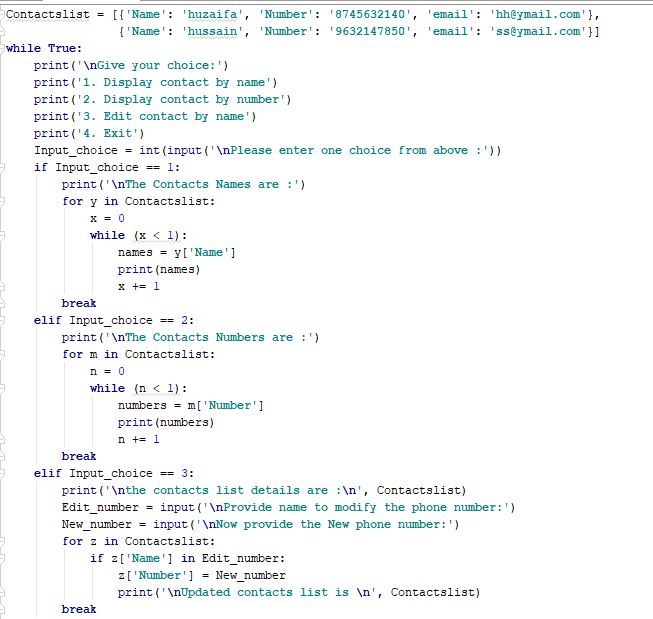 Contactslist = [{'Name': 'huzaifa', 'Number': '8745632140', 'email': 'hh@ymail.com'},
                {'Name': 'hussain', 'Number': '9632147850', 'email': 'ss@ymail.com'}]
while True:
    print('\nGive your choice:')
    print('1. Display contact by name')
    print('2. Display contact by number')
    print('3. Edit contact by name')
    print('4. Exit')
    Input_choice = int(input('\nPlease enter one choice from above :'))
    if Input_choice == 1:
        print('\nThe Contacts Names are :')
        for y in Contactslist:
            x = 0
            while (x < 1):
                names = y['Name']
                print(names)
                x += 1
        break
    elif Input_choice == 2:
        print('\nThe Contacts Numbers are :')
        for m in Contactslist:
            n = 0
            while (n < 1):
                numbers = m['Number']
                print(numbers)
                n += 1
        break
    elif Input_choice == 3:
        print('\nthe contacts list details are :\n', Contactslist)
        Edit_number = input('\nProvide name to modify the phone number:')
        New_number = input('\nNow provide the New phone number:')
        for z in Contactslist:
            if z['Name'] in Edit_number:
                z['Number'] = New_number
                print('\nUpdated contacts list is \n', Contactslist)
        break